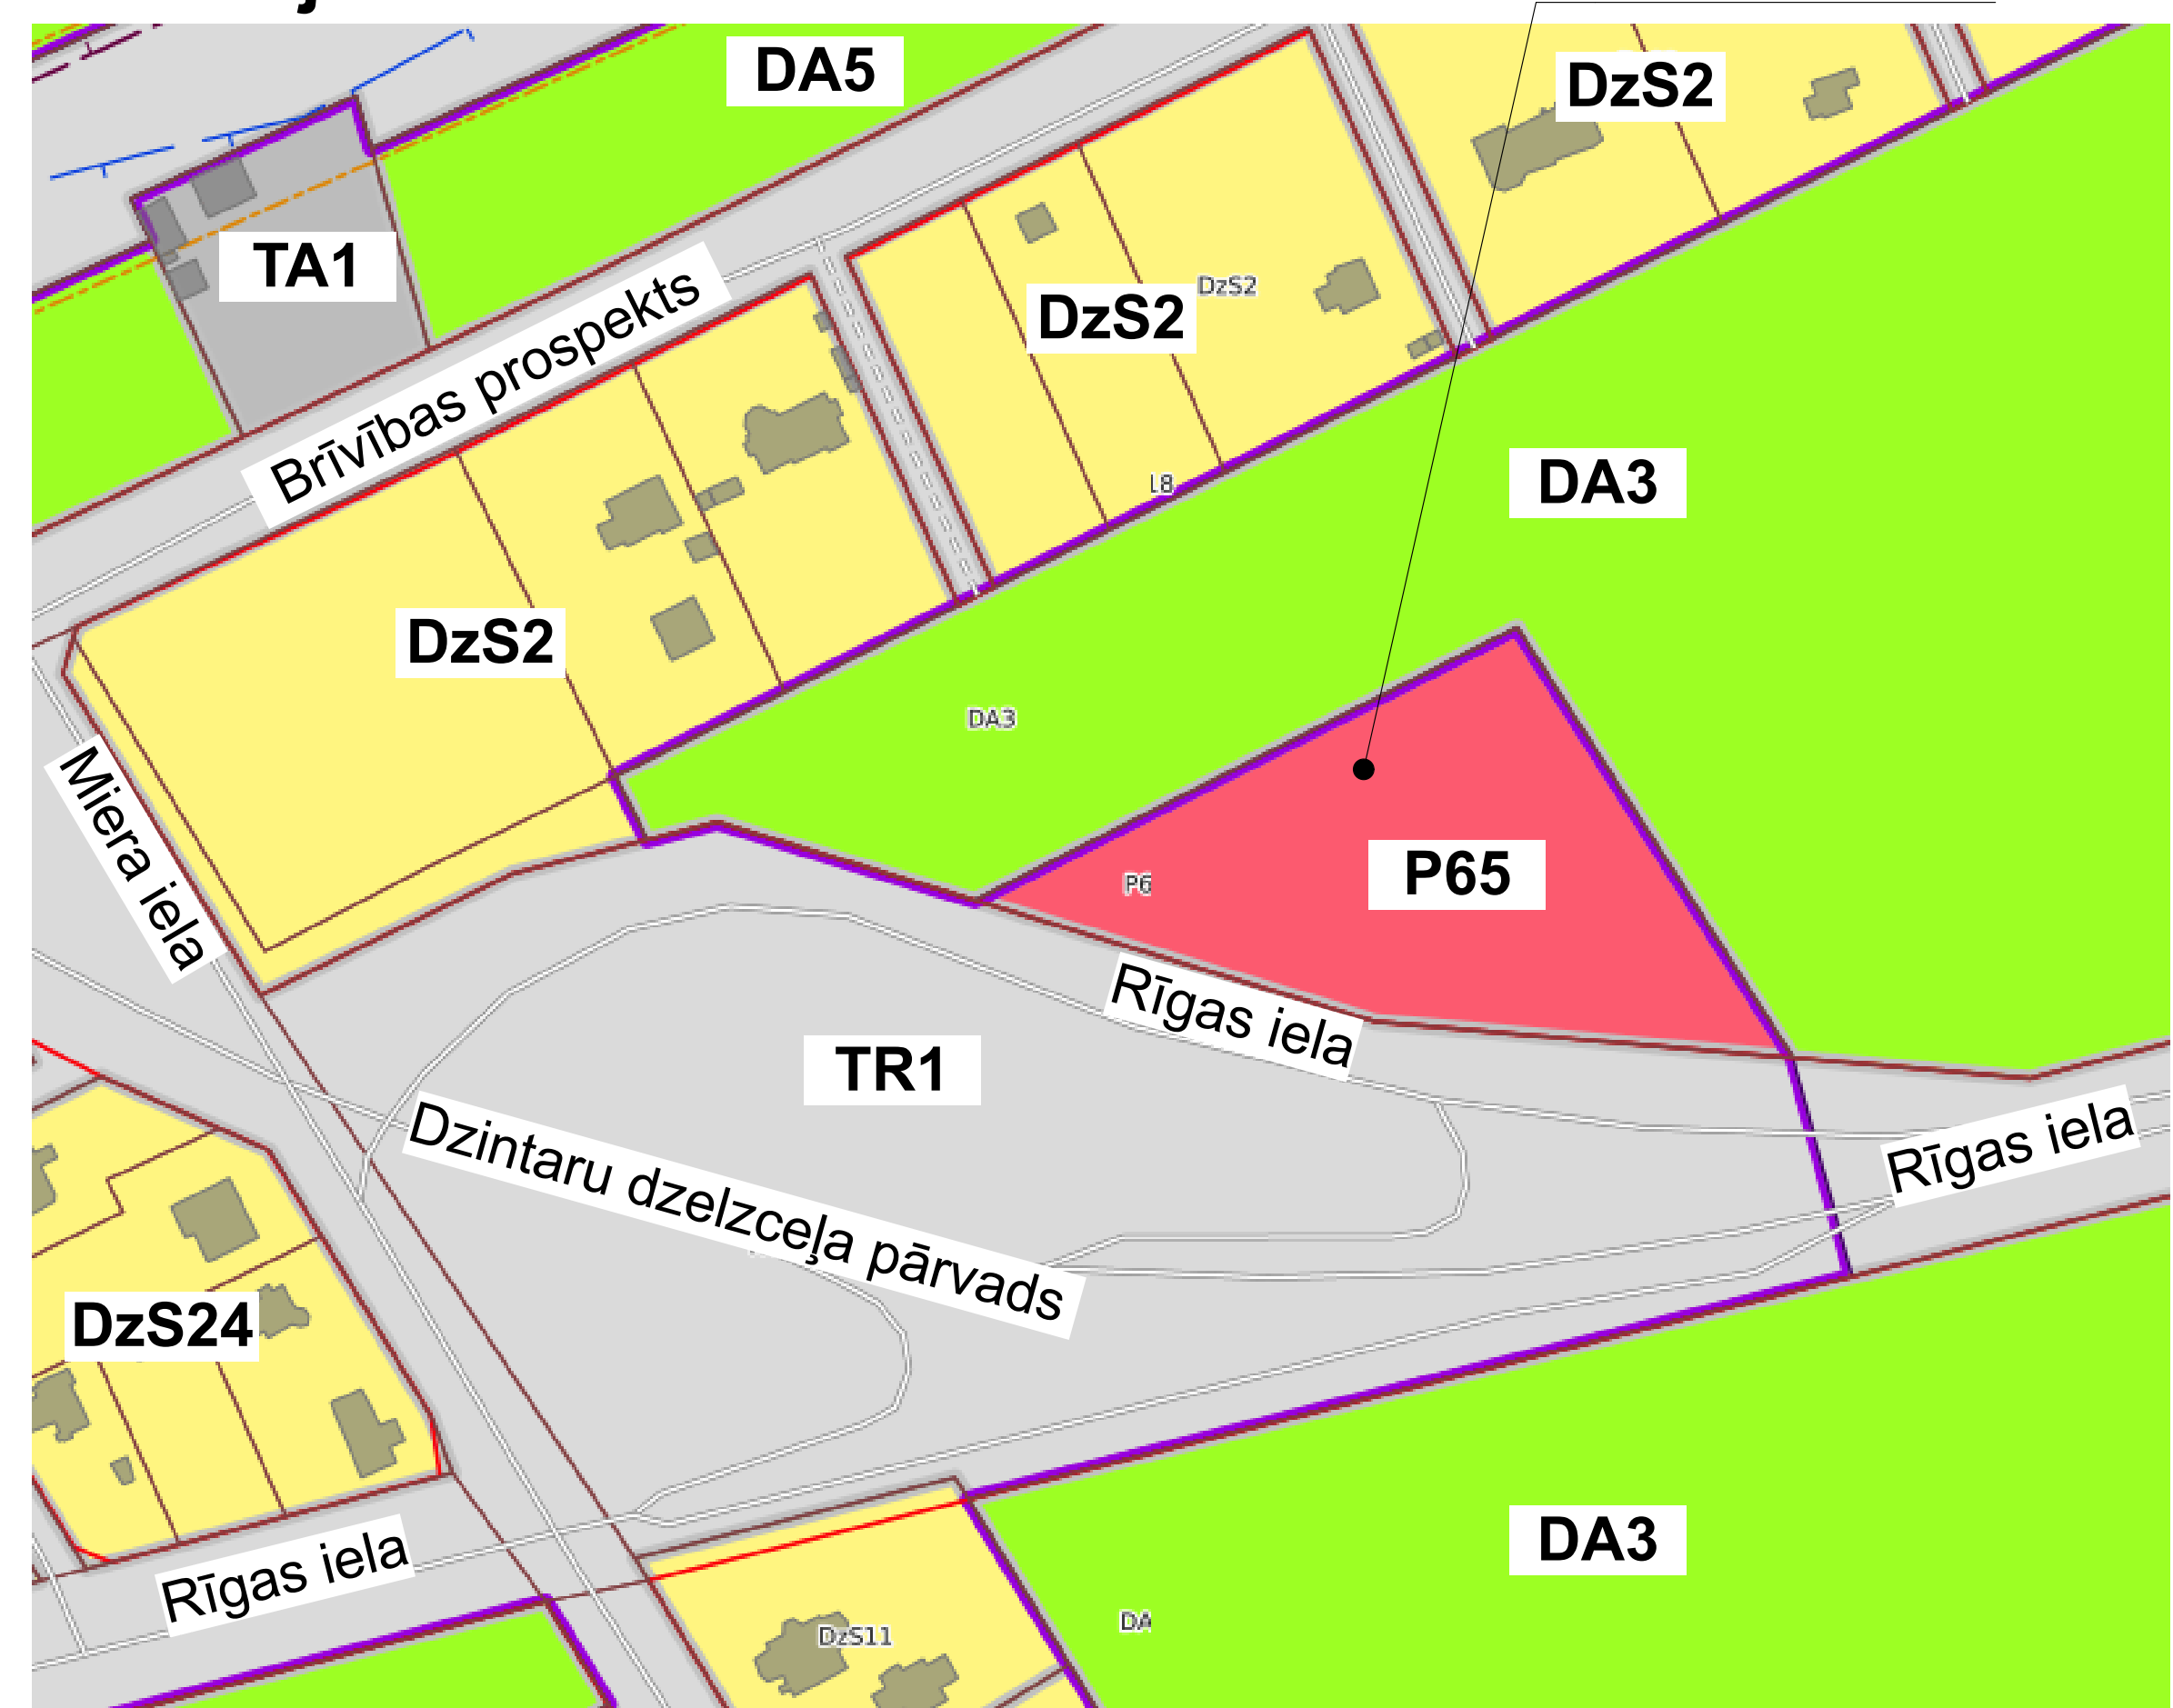 DA5
DzS2
TA1
Brīvības prospekts
DzS2
DzS2
L8
DA3
DzS2
DA3
Miera iela
P65
P6
Rīgas iela
TR1
Dzintaru dzelzceļa pārvads
Rīgas iela
DzS24
Rīgas iela
DA3
DzS11
DA